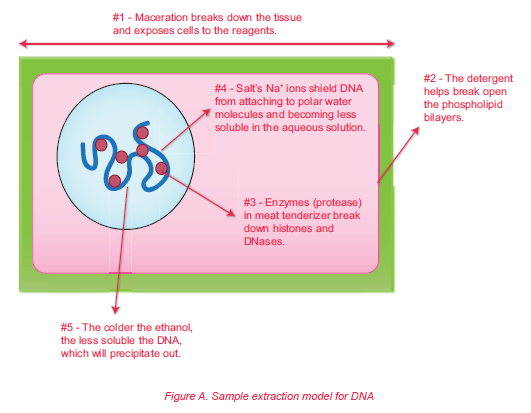 #1 - Maceration breaks down the tissue
and exposes cells to the reagents.
#2 - The detergent
helps break open
the phospholipid
bilayers.
#4 - Salt's Na⁺ ions shield DNA
from attaching to polar water
molecules and becoming less
soluble in the aqueous solution.
#3 - Enzymes (protease)
in meat tenderizer break
down histones and
DNases.
#5 - The colder the ethanol,
the less soluble the DNA,
which will precipitate out.
Figure A. Sample extraction model for DNA